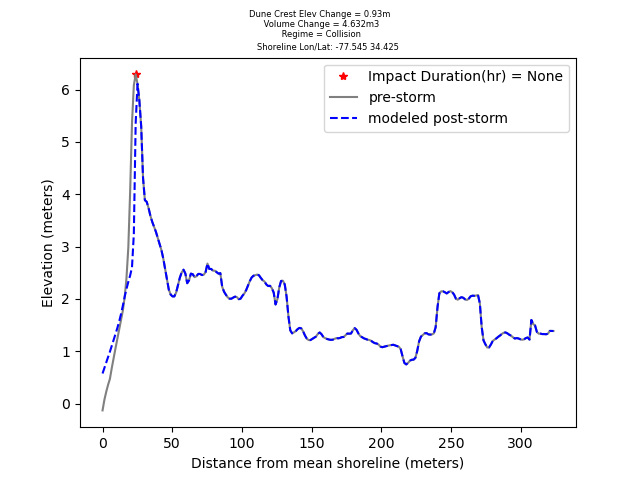 Dune Crest Elev Change = 0.93m
Volume Change = 4.632m3
Regime = Collision
Shoreline Lon/Lat: -77.545 34.425
Impact Duration(hr) = None
pre-storm
modeled post-storm
Elevation (meters)
6
5
4
3
2
1
0
0 50 100 150 200 250 300
Distance from mean shoreline (meters)